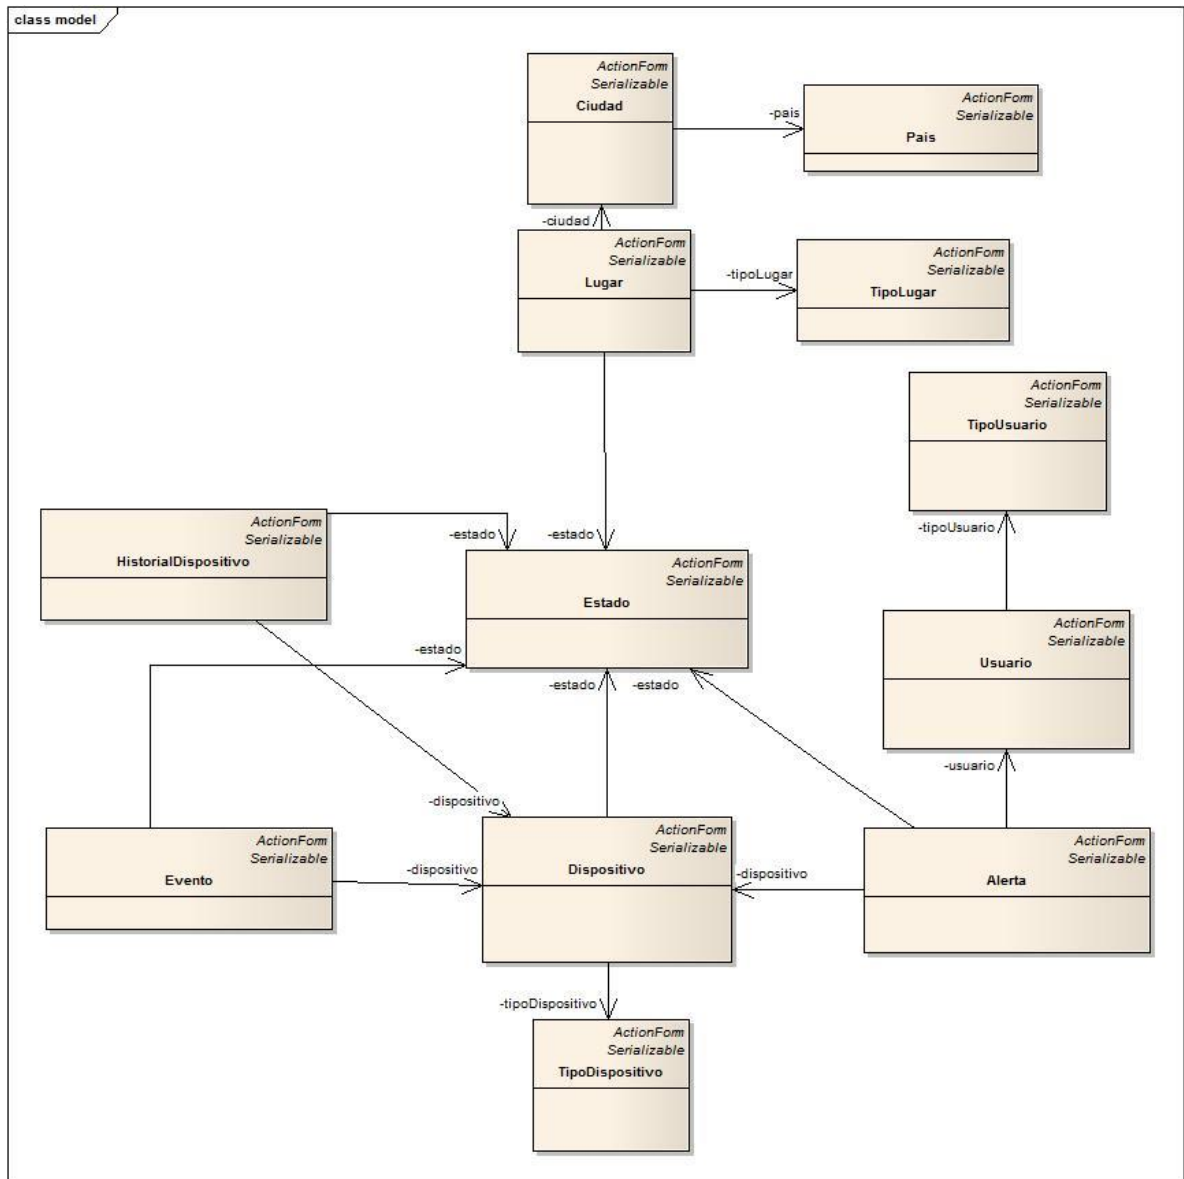 class model
ActionForm
Serializable
Ciudad
-pais
ActionForm
Serializable
Pais
-ciudad
ActionForm
Serializable
Lugar
-tipoLugar
ActionForm
Serializable
TipoLugar
ActionForm
Serializable
TipoUsuario
-tipoUsuario
ActionForm
Serializable
HistorialDispositivo
-estado
-estado
ActionForm
Serializable
Estado
-estado
-estado
-estado
ActionForm
Serializable
Usuario
-usuario
-dispositivo
ActionForm
Serializable
Evento
-dispositivo
ActionForm
Serializable
Dispositivo
-dispositivo
ActionForm
Serializable
Alerta
-tipoDispositivo
ActionForm
Serializable
TipoDispositivo